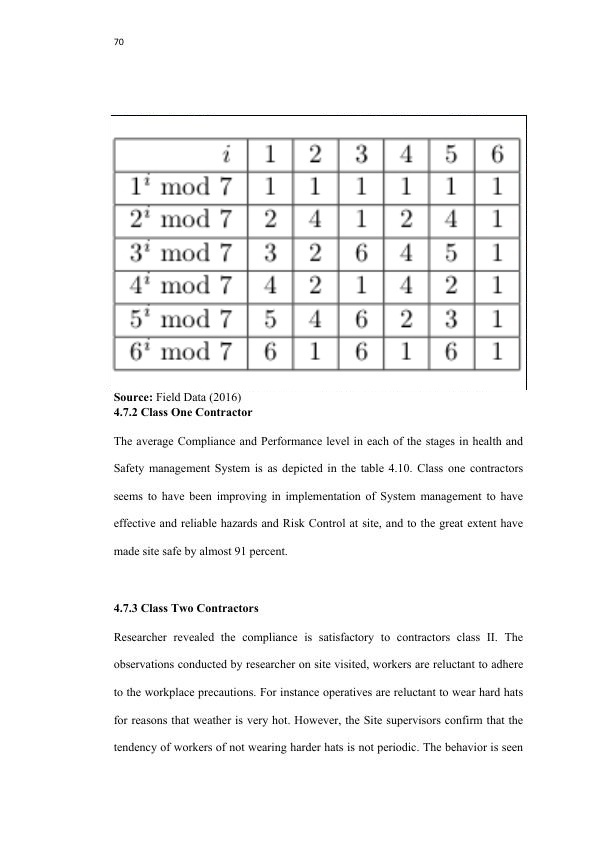 70
i 1 2 3 4 5 6
1^i mod 7 1 1 1 1 1 1
2^i mod 7 2 4 1 2 4 1
3^i mod 7 3 2 6 4 5 1
4^i mod 7 4 2 1 4 2 1
5^i mod 7 5 4 6 2 3 1
6^i mod 7 6 1 6 1 6 1
Source: Field Data (2016)
4.7.2 Class One Contractor
The average Compliance and Performance level in each of the stages in health and
Safety management System is as depicted in the table 4.10. Class one contractors
seems to have been improving in implementation of System management to have
effective and reliable hazards and Risk Control at site, and to the great extent have
made site safe by almost 91 percent.
4.7.3 Class Two Contractors
Researcher revealed the compliance is satisfactory to contractors class II. The
observations conducted by researcher on site visited, workers are reluctant to adhere
to the workplace precautions. For instance operatives are reluctant to wear hard hats
for reasons that weather is very hot. However, the Site supervisors confirm that the
tendency of workers of not wearing harder hats is not periodic. The behavior is seen